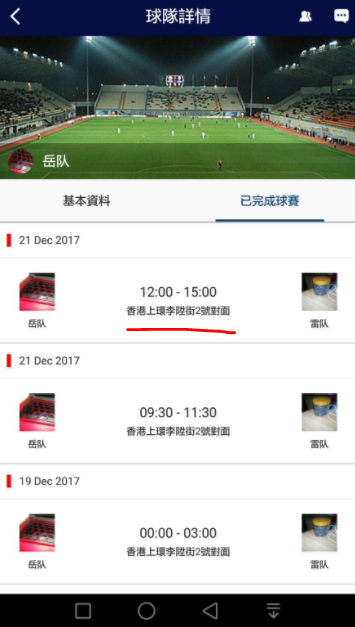 球隊詳情
岳队
基本資料
已完成球賽
21 Dec 2017
12:00 - 15:00
香港上環李陞街2號對面
岳队
雷队
21 Dec 2017
09:30 - 11:30
香港上環李陞街2號對面
岳队
雷队
19 Dec 2017
00:00 - 03:00
香港上環李陞街2號對面
岳队
雷队